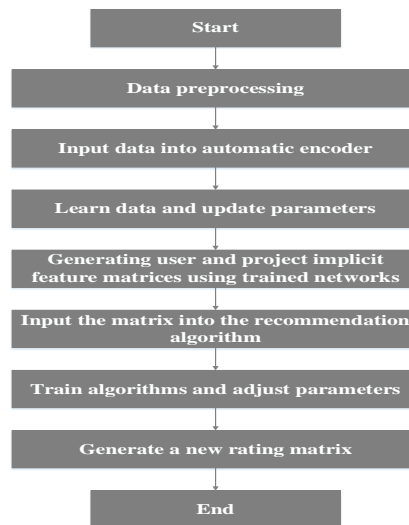 Start
Data preprocessing
Input data into automatic encoder
Learn data and update parameters
Generating user and project implicit
feature matrices using trained networks
Input the matrix into the recommendation
algorithm
Train algorithms and adjust parameters
Generate a new rating matrix
End